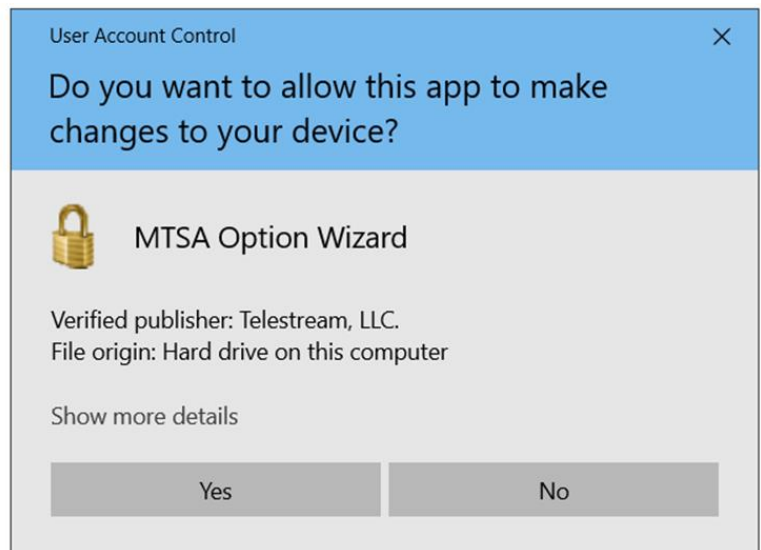 User Account Control
Do you want to allow this app to make
changes to your device?
MTSA Option Wizard
Verified publisher: Telestream, LLC.
File origin: Hard drive on this computer
Show more details
Yes
No